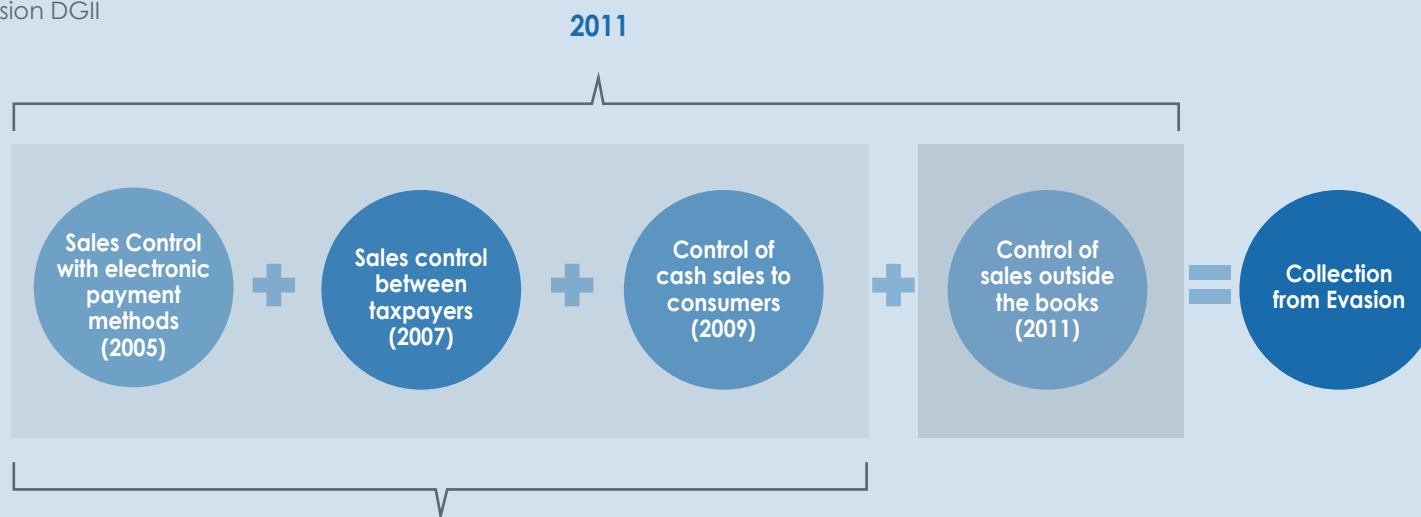 DGII
2011
Sales Control
with electronic
payment
methods
(2005)
Sales control
between
taxpayers
(2007)
Control of
cash sales to
consumers
(2009)
Control of
sales outside
the books
(2011)
Collection
from Evasion